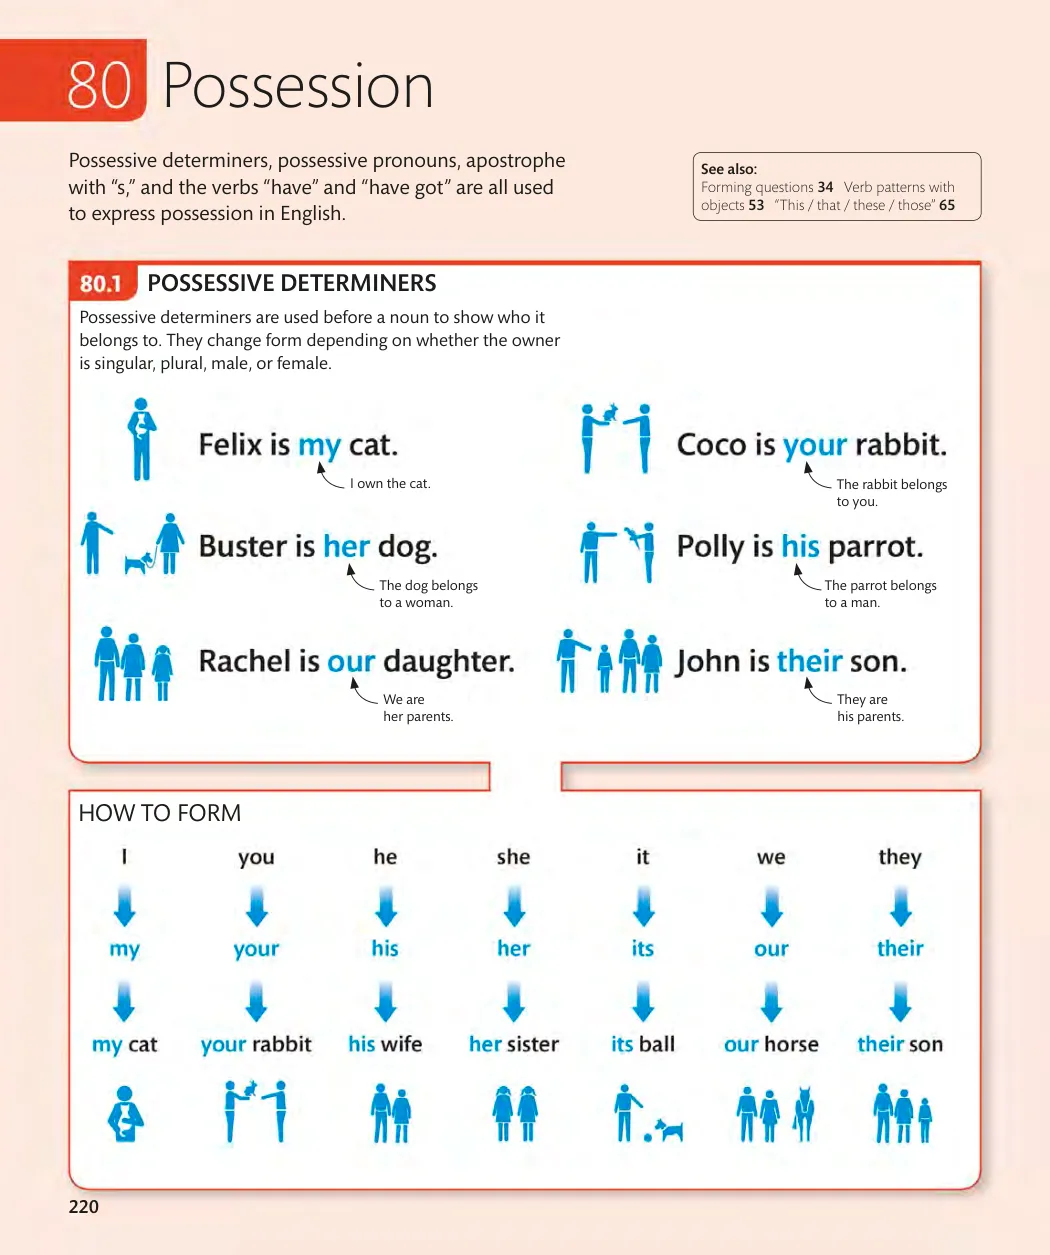 80 Possession
Possessive determiners, possessive pronouns, apostrophe
with “s,” and the verbs “have” and “have got” are all used
to express possession in English.
See also:
Forming questions 34 Verb patterns with
objects 53 “This / that / these / those” 65
80.1 POSSESSIVE DETERMINERS
Possessive determiners are used before a noun to show who it
belongs to. They change form depending on whether the owner
is singular, plural, male, or female.
Felix is my cat.
I own the cat.
Coco is your rabbit.
The rabbit belongs
to you.
Buster is her dog.
The dog belongs
to a woman.
Polly is his parrot.
The parrot belongs
to a man.
Rachel is our daughter.
We are
her parents.
John is their son.
They are
his parents.
HOW TO FORM
I you he she it we they
my your his her its our their
my cat your rabbit his wife her sister its ball our horse their son
220